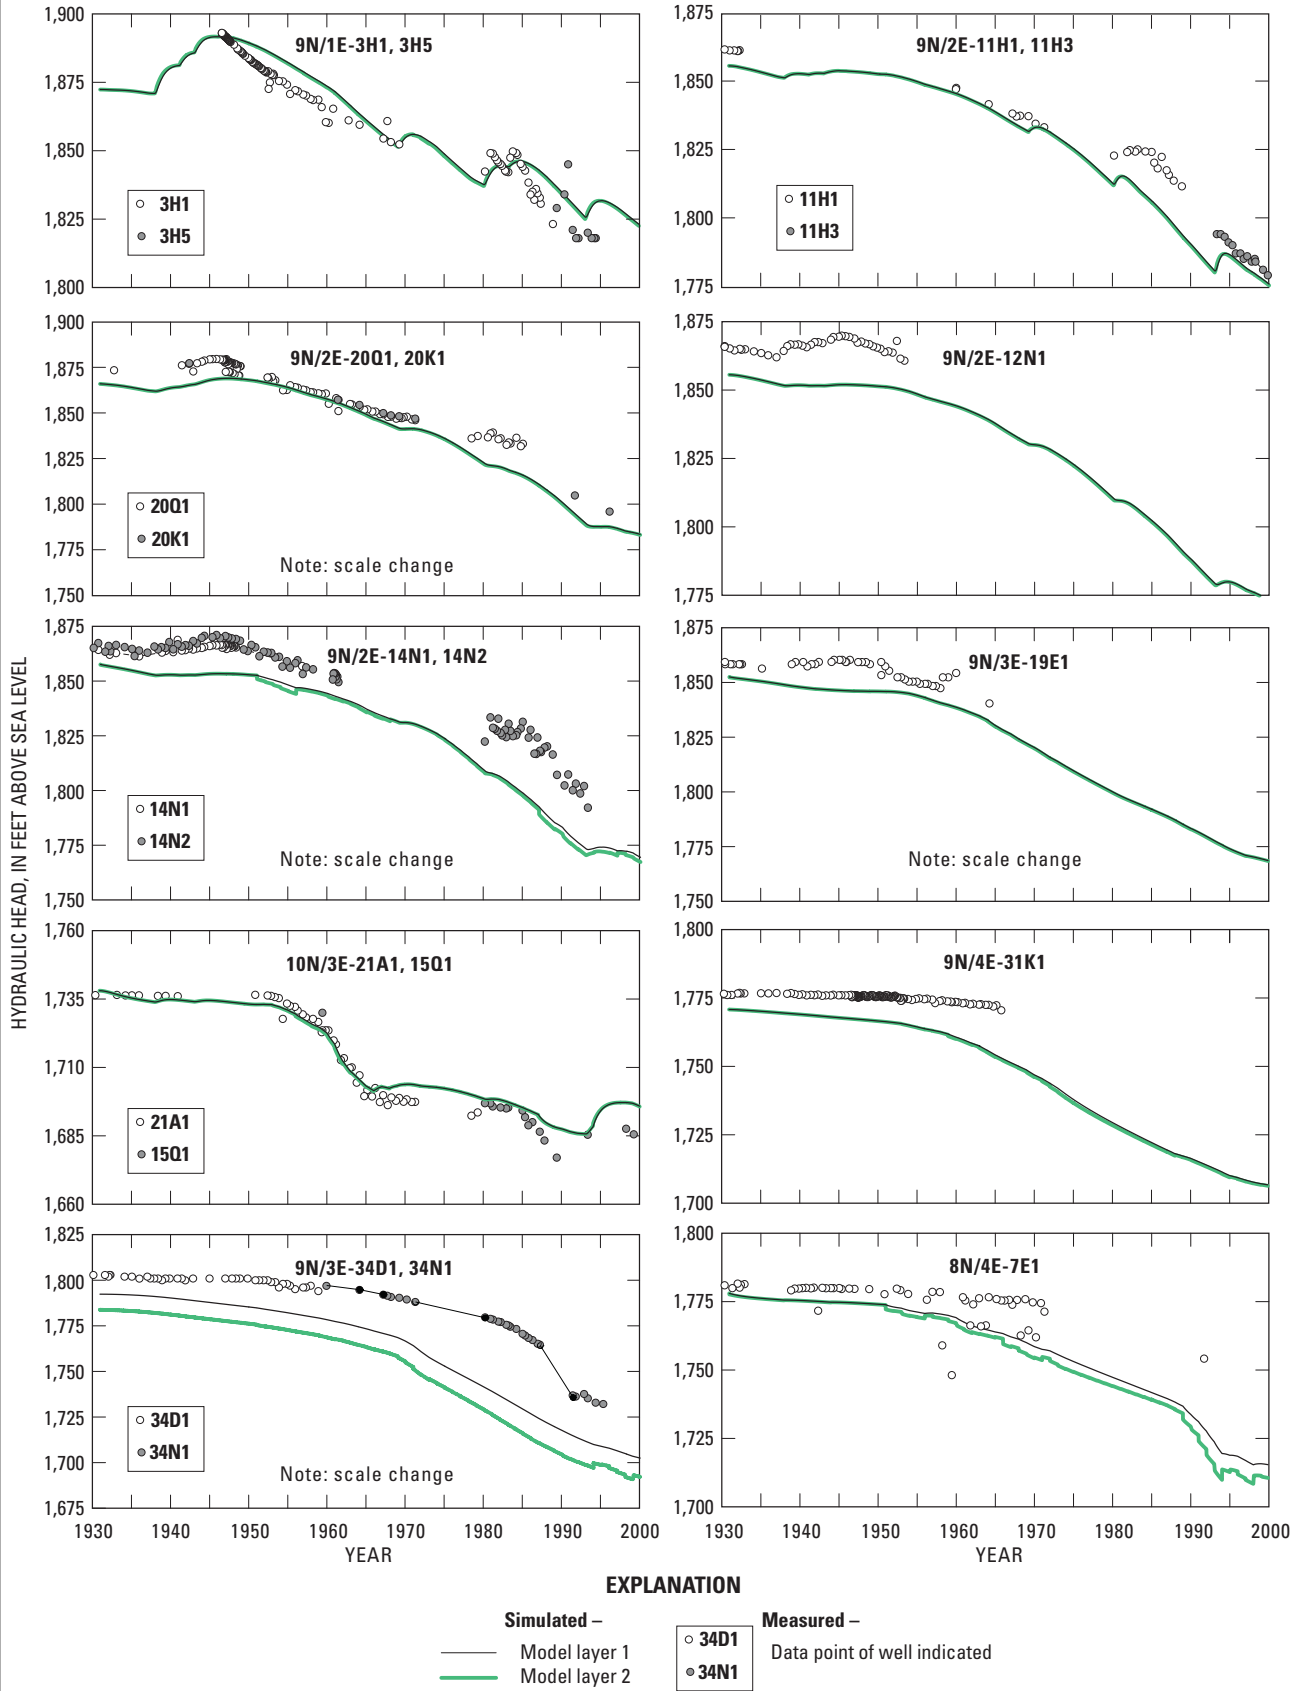 HYDRAULIC HEAD, IN FEET ABOVE SEA LEVEL
9N/1E-3H1, 3H5
1,900
1,875
1,850
1,825
1,800
3H1
3H5
9N/2E-11H1, 11H3
1,875
1,850
1,825
1,800
1,775
11H1
11H3
9N/2E-20Q1, 20K1
1,900
1,875
1,850
1,825
1,800
1,775
1,750
20Q1
20K1
Note: scale change
9N/2E-12N1
1,875
1,850
1,825
1,800
1,775
9N/2E-14N1, 14N2
1,875
1,850
1,825
1,800
1,775
1,750
14N1
14N2
Note: scale change
9N/3E-19E1
1,875
1,850
1,825
1,800
1,775
1,750
Note: scale change
10N/3E-21A1, 15Q1
1,760
1,735
1,710
1,685
1,660
21A1
15Q1
9N/4E-31K1
1,800
1,775
1,750
1,725
1,700
9N/3E-34D1, 34N1
1,825
1,800
1,775
1,750
1,725
1,700
1,675
34D1
34N1
Note: scale change
1930 1940 1950 1960 1970 1980 1990 2000
YEAR
8N/4E-7E1
1,800
1,775
1,750
1,725
1,700
1930 1940 1950 1960 1970 1980 1990 2000
YEAR
EXPLANATION
Simulated –
Model layer 1
Model layer 2
Measured –
34D1
34N1
Data point of well indicated